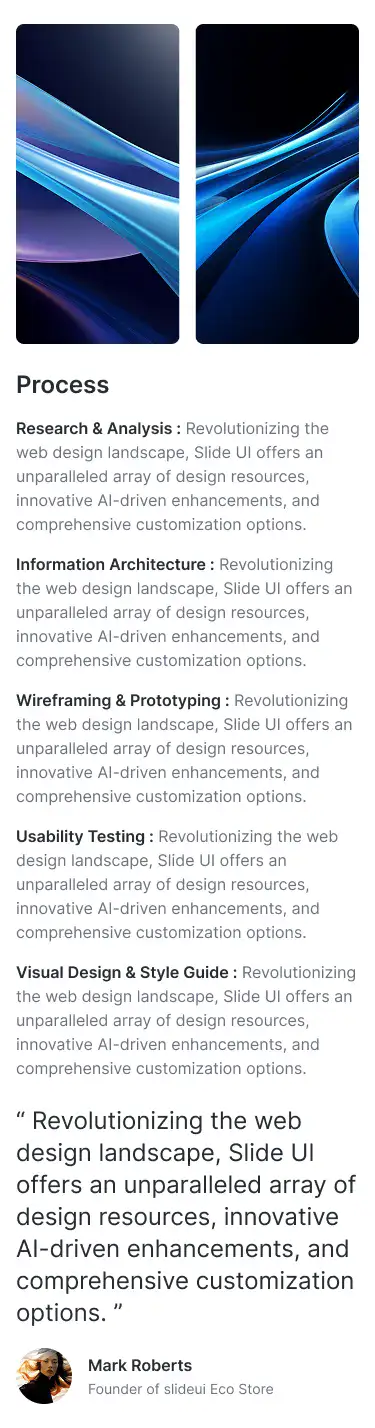 Process
Research & Analysis : Revolutionizing the
web design landscape, Slide UI offers an
unparalleled array of design resources,
innovative AI-driven enhancements, and
comprehensive customization options.
Information Architecture : Revolutionizing
the web design landscape, Slide UI offers an
unparalleled array of design resources,
innovative AI-driven enhancements, and
comprehensive customization options.
Wireframing & Prototyping : Revolutionizing
the web design landscape, Slide UI offers an
unparalleled array of design resources,
innovative AI-driven enhancements, and
comprehensive customization options.
Usability Testing : Revolutionizing the web
design landscape, Slide UI offers an
unparalleled array of design resources,
innovative AI-driven enhancements, and
comprehensive customization options.
Visual Design & Style Guide : Revolutionizing
the web design landscape, Slide UI offers an
unparalleled array of design resources,
innovative AI-driven enhancements, and
comprehensive customization options.
“ Revolutionizing the web
design landscape, Slide UI
offers an unparalleled array of
design resources, innovative
AI-driven enhancements, and
comprehensive customization
options. ”
Mark Roberts
Founder of slideui Eco Store